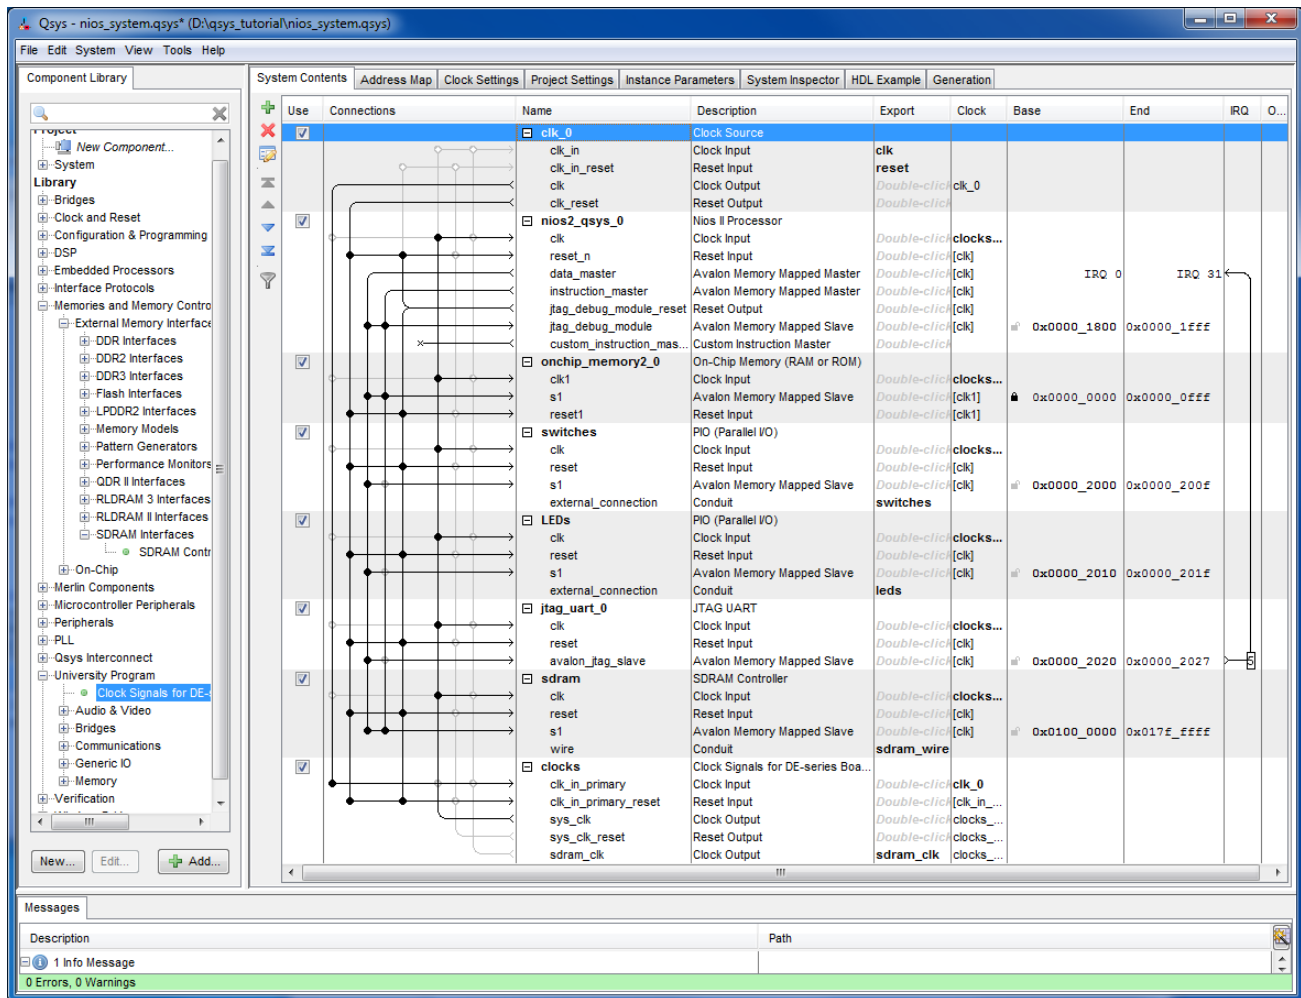 Qsys - nios_system.qsys* (D:\qsys_tutorial\nios_system.qsys)
File Edit System View Tools Help
Component Library
Project
New Component...
System
Library
Bridges
Clock and Reset
Configuration & Programming
DSP
Embedded Processors
Interface Protocols
Memories and Memory Contro
External Memory Interface
DDR Interfaces
DDR2 Interfaces
DDR3 Interfaces
Flash Interfaces
LPDDR2 Interfaces
Memory Models
Pattern Generators
Performance Monitors
QDR II Interfaces
RLDRAM 3 Interfaces
RLDRAM II Interfaces
SDRAM Interfaces
SDRAM Contr
On-Chip
Merlin Components
Microcontroller Peripherals
Peripherals
PLL
Qsys Interconnect
University Program
Clock Signals for DE-s
Audio & Video
Bridges
Communications
Generic IO
Memory
Verification
New... Edit... Add...
System Contents Address Map Clock Settings Project Settings Instance Parameters System Inspector HDL Example Generation
Use Connections Name Description Export Clock Base End IRQ O...
clk_0 Clock Source
clk_in Clock Input clk
clk_in_reset Reset Input reset
clk Clock Output Double-click clk_0
clk_reset Reset Output Double-click
nios2_qsys_0 Nios II Processor
clk Clock Input Double-click clocks...
reset_n Reset Input Double-click [clk]
data_master Avalon Memory Mapped Master Double-click [clk] IRQ 0 IRQ 31
instruction_master Avalon Memory Mapped Master Double-click [clk]
jtag_debug_module_reset Reset Output Double-click [clk]
jtag_debug_module Avalon Memory Mapped Slave Double-click [clk] 0x0000_1800 0x0000_1fff
custom_instruction_mas... Custom Instruction Master Double-click
onchip_memory2_0 On-Chip Memory (RAM or ROM)
clk1 Clock Input Double-click clocks...
s1 Avalon Memory Mapped Slave Double-click [clk1] 0x0000_0000 0x0000_0fff
reset1 Reset Input Double-click [clk1]
switches PIO (Parallel I/O)
clk Clock Input Double-click clocks...
reset Reset Input Double-click [clk]
s1 Avalon Memory Mapped Slave Double-click [clk] 0x0000_2000 0x0000_200f
external_connection Conduit switches
LEDs PIO (Parallel I/O)
clk Clock Input Double-click clocks...
reset Reset Input Double-click [clk]
s1 Avalon Memory Mapped Slave Double-click [clk] 0x0000_2010 0x0000_201f
external_connection Conduit leds
jtag_uart_0 JTAG UART
clk Clock Input Double-click clocks...
reset Reset Input Double-click [clk]
avalon_jtag_slave Avalon Memory Mapped Slave Double-click [clk] 0x0000_2020 0x0000_2027 5
sdram SDRAM Controller
clk Clock Input Double-click clocks...
reset Reset Input Double-click [clk]
s1 Avalon Memory Mapped Slave Double-click [clk] 0x0100_0000 0x017f_ffff
wire Conduit sdram_wire
clocks Clock Signals for DE-series Boa...
clk_in_primary Clock Input Double-click clk_0
clk_in_primary_reset Reset Input Double-click [clk_in_...
sys_clk Clock Output Double-click clocks_...
sys_clk_reset Reset Output Double-click clocks_...
sdram_clk Clock Output sdram_clk clocks_...
Messages
Description Path
1 Info Message
0 Errors, 0 Warnings